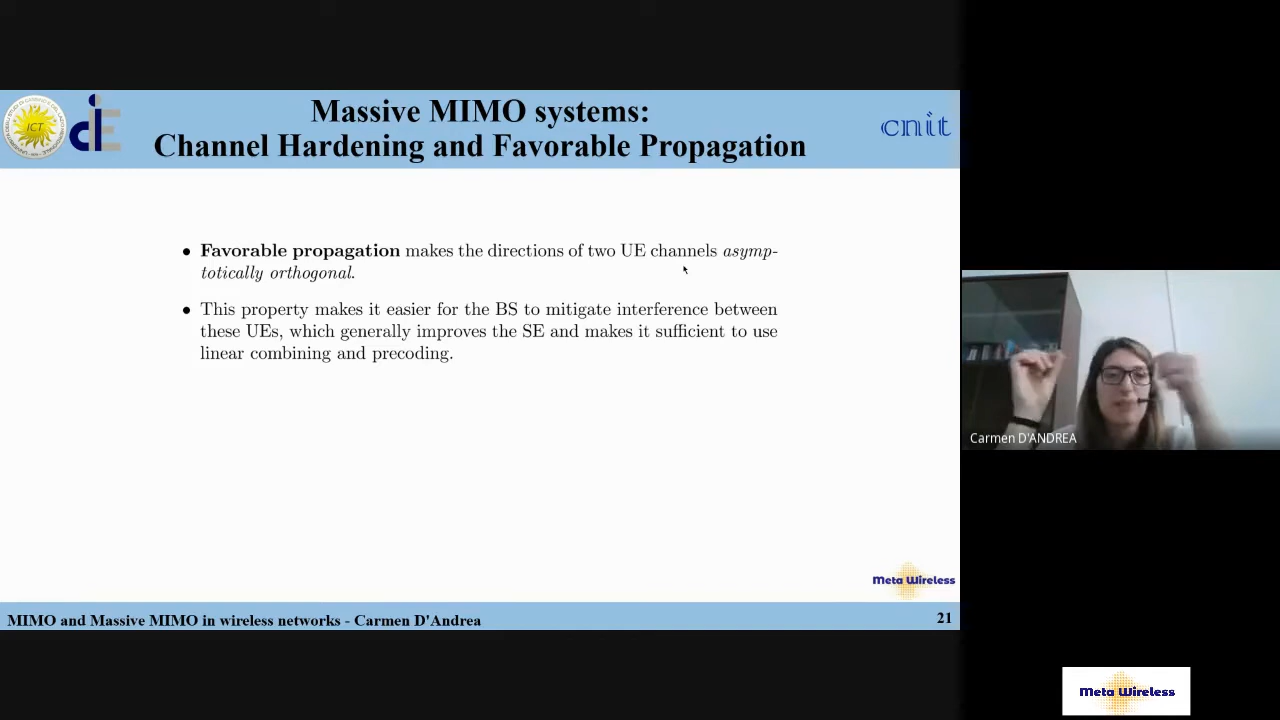 Massive MIMO systems:
Channel Hardening and Favorable Propagation
ICT
diE
cnit
• Favorable propagation makes the directions of two UE channels asymp-
totically orthogonal.
• This property makes it easier for the BS to mitigate interference between
these UEs, which generally improves the SE and makes it sufficient to use
linear combining and precoding.
Carmen D'ANDREA
Meta Wireless
MIMO and Massive MIMO in wireless networks - Carmen D'Andrea
21
Meta Wireless